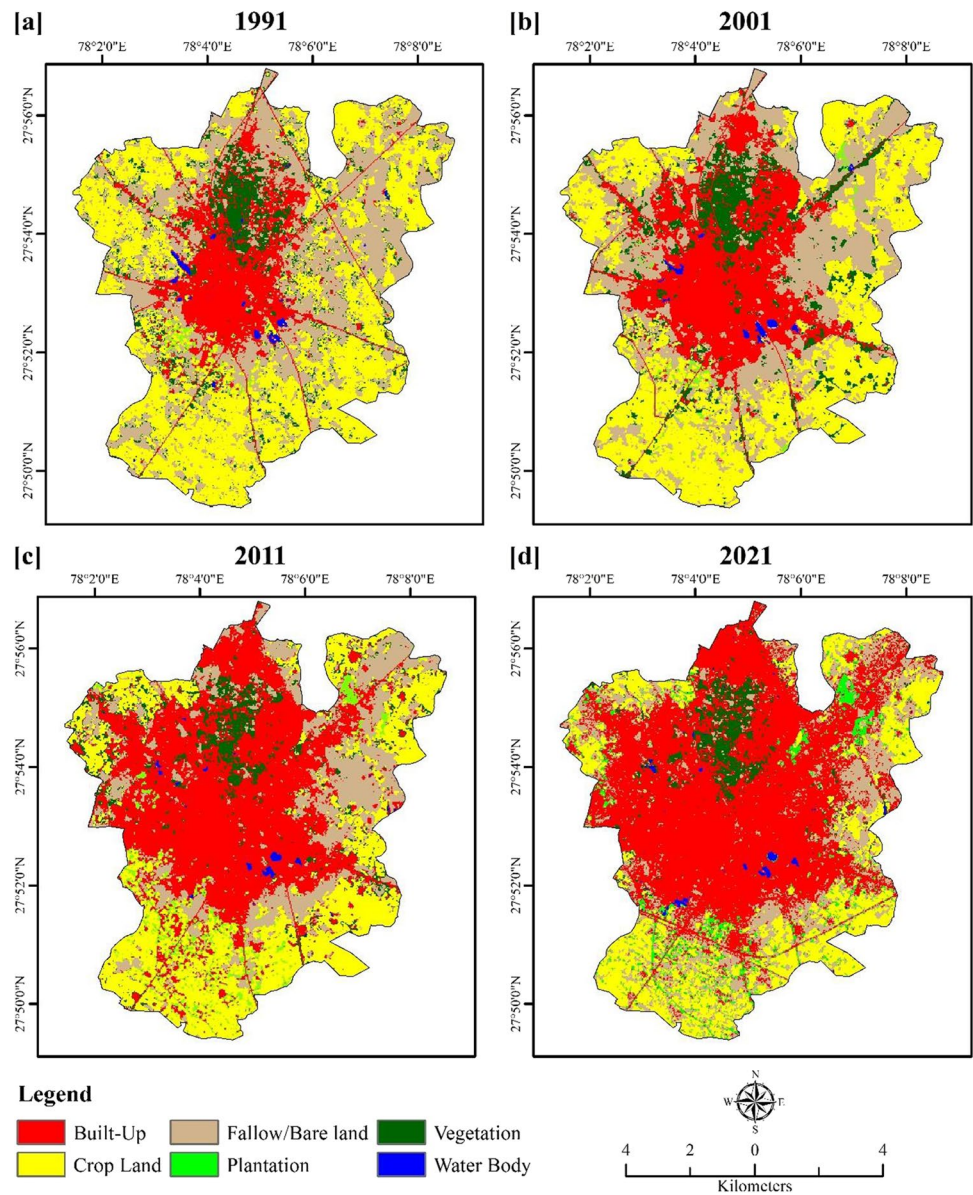 [a] 1991
78°2'0"E 78°4'0"E 78°6'0"E 78°8'0"E
27°56'0"N
27°54'0"N
27°52'0"N
27°50'0"N
[b] 2001
78°2'0"E 78°4'0"E 78°6'0"E 78°8'0"E
27°56'0"N
27°54'0"N
27°52'0"N
27°50'0"N
[c] 2011
78°2'0"E 78°4'0"E 78°6'0"E 78°8'0"E
27°56'0"N
27°54'0"N
27°52'0"N
27°50'0"N
[d] 2021
78°2'0"E 78°4'0"E 78°6'0"E 78°8'0"E
27°56'0"N
27°54'0"N
27°52'0"N
27°50'0"N
Legend
Built-Up Fallow/Bare land Vegetation
Crop Land Plantation Water Body
N
W E
S
4 2 0 4
Kilometers